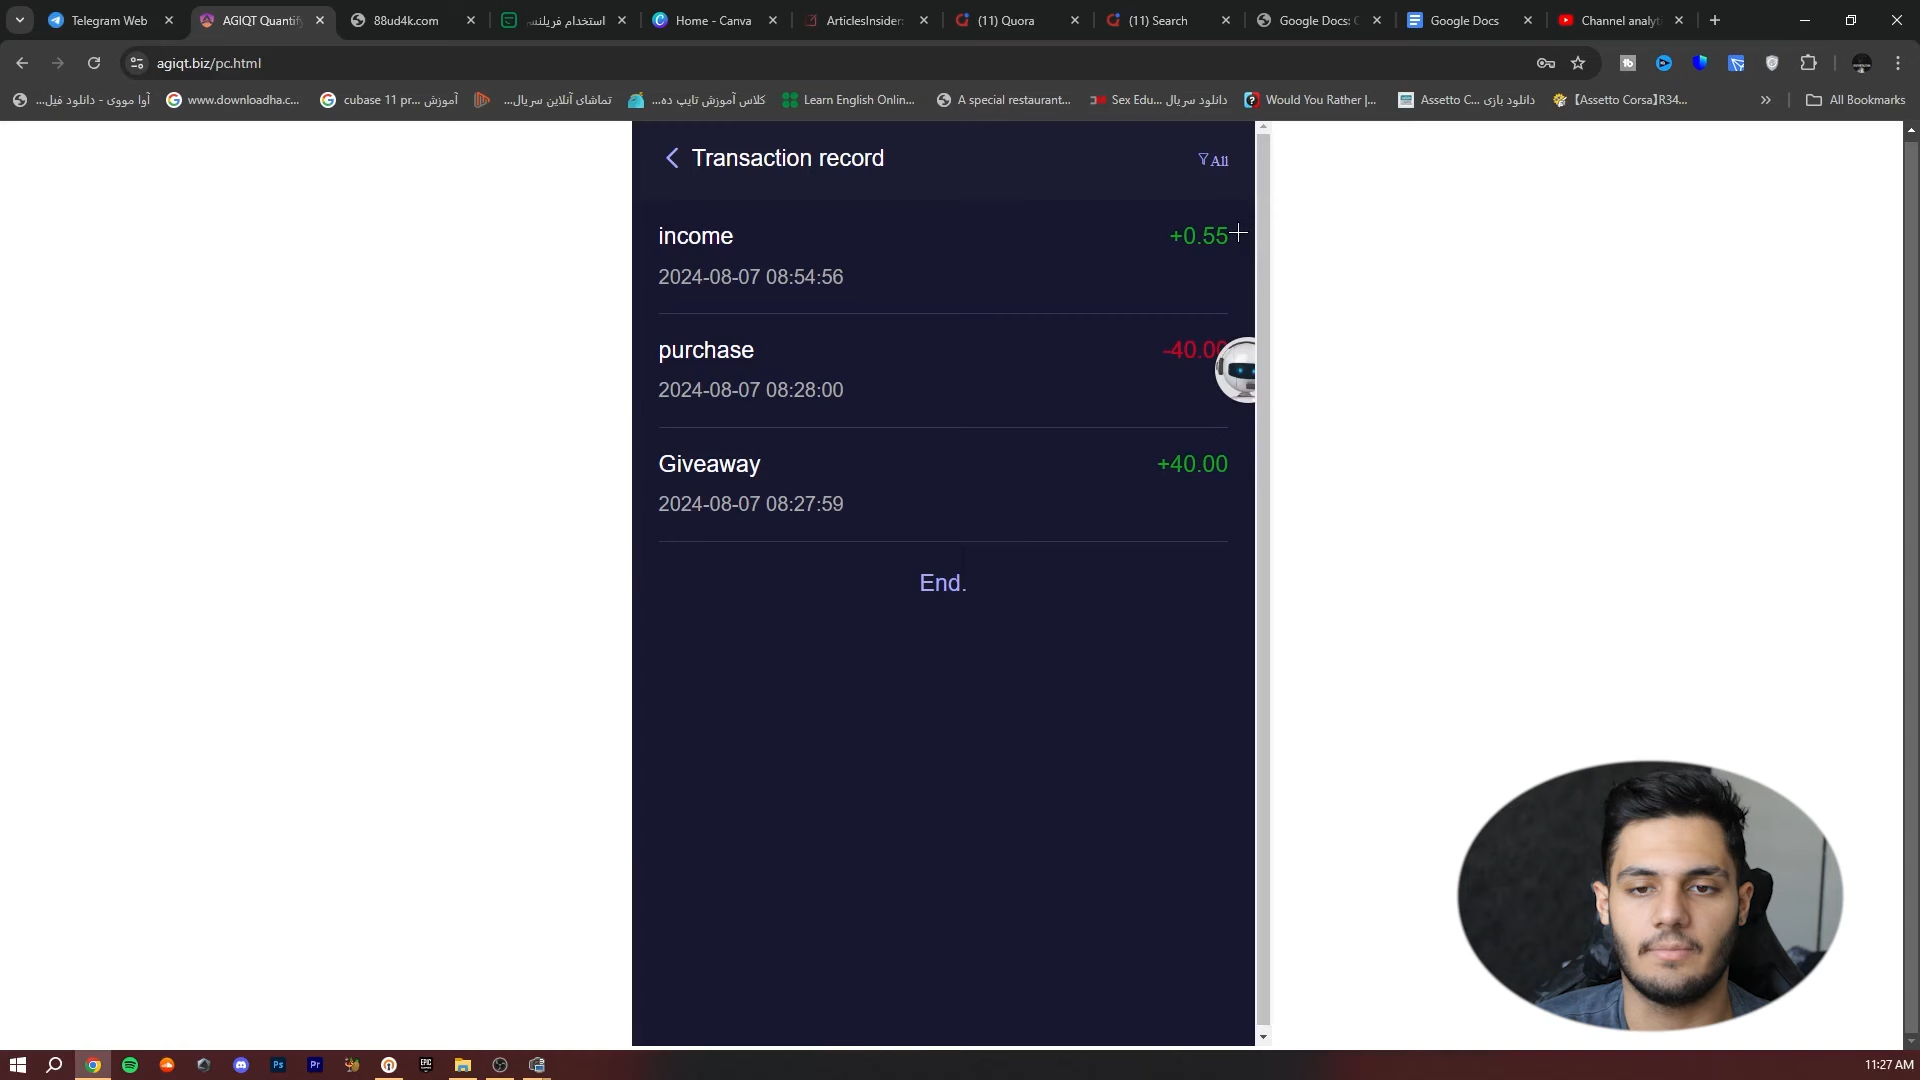 Telegram Web
AGIQT Quantify
88ud4k.com
استخدام فریلنسر
Home - Canva
ArticlesInsider:
(11) Quora
(11) Search
Google Docs: C
Google Docs
Channel analyt
agiqt.biz/pc.html
آوا مووی - دانلود فیل...
www.downloadha.c...
cubase 11 pr... آموزش
تماشای آنلاین سریال...
کلاس آموزش تایپ ده...
Learn English Onlin...
A special restaurant...
Sex Edu... دانلود سریال
Would You Rather |...
Assetto C... دانلود بازی
【Assetto Corsa】R34...
All Bookmarks
Transaction record
All
income
+0.55
2024-08-07 08:54:56
purchase
-40.00
2024-08-07 08:28:00
Giveaway
+40.00
2024-08-07 08:27:59
End.
11:27 AM